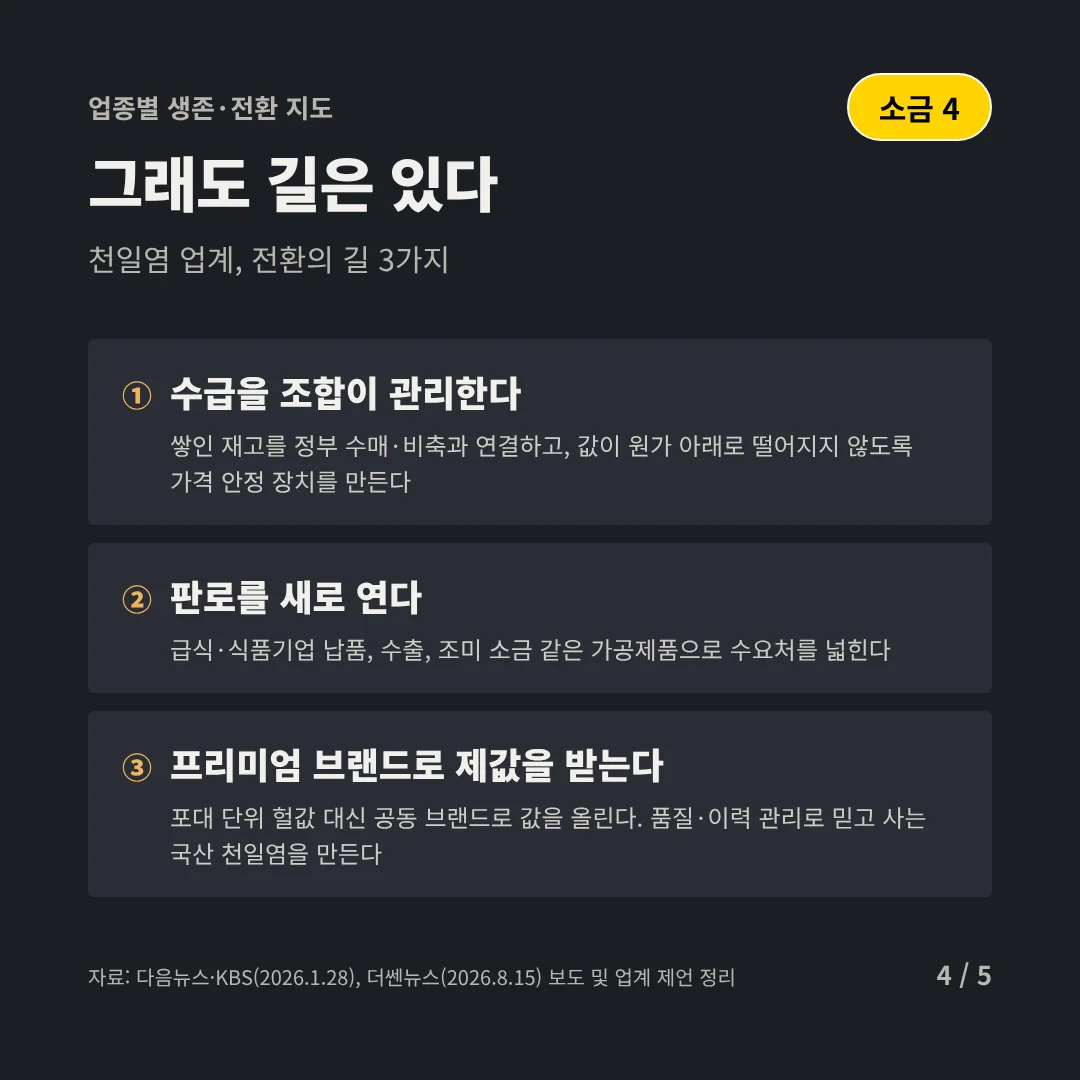 업종별 생존·전환 지도
소금 4
그래도 길은 있다
천일염 업계, 전환의 길 3가지
① 수급을 조합이 관리한다
쌓인 재고를 정부 수매·비축과 연결하고, 값이 원가 아래로 떨어지지 않도록
가격 안정 장치를 만든다
② 판로를 새로 연다
급식·식품기업 납품, 수출, 조미 소금 같은 가공제품으로 수요처를 넓힌다
③ 프리미엄 브랜드로 제값을 받는다
포대 단위 헐값 대신 공동 브랜드로 값을 올린다. 품질·이력 관리로 믿고 사는
국산 천일염을 만든다
자료: 다음뉴스·KBS(2026.1.28), 더쎈뉴스(2026.8.15) 보도 및 업계 제언 정리
4 / 5